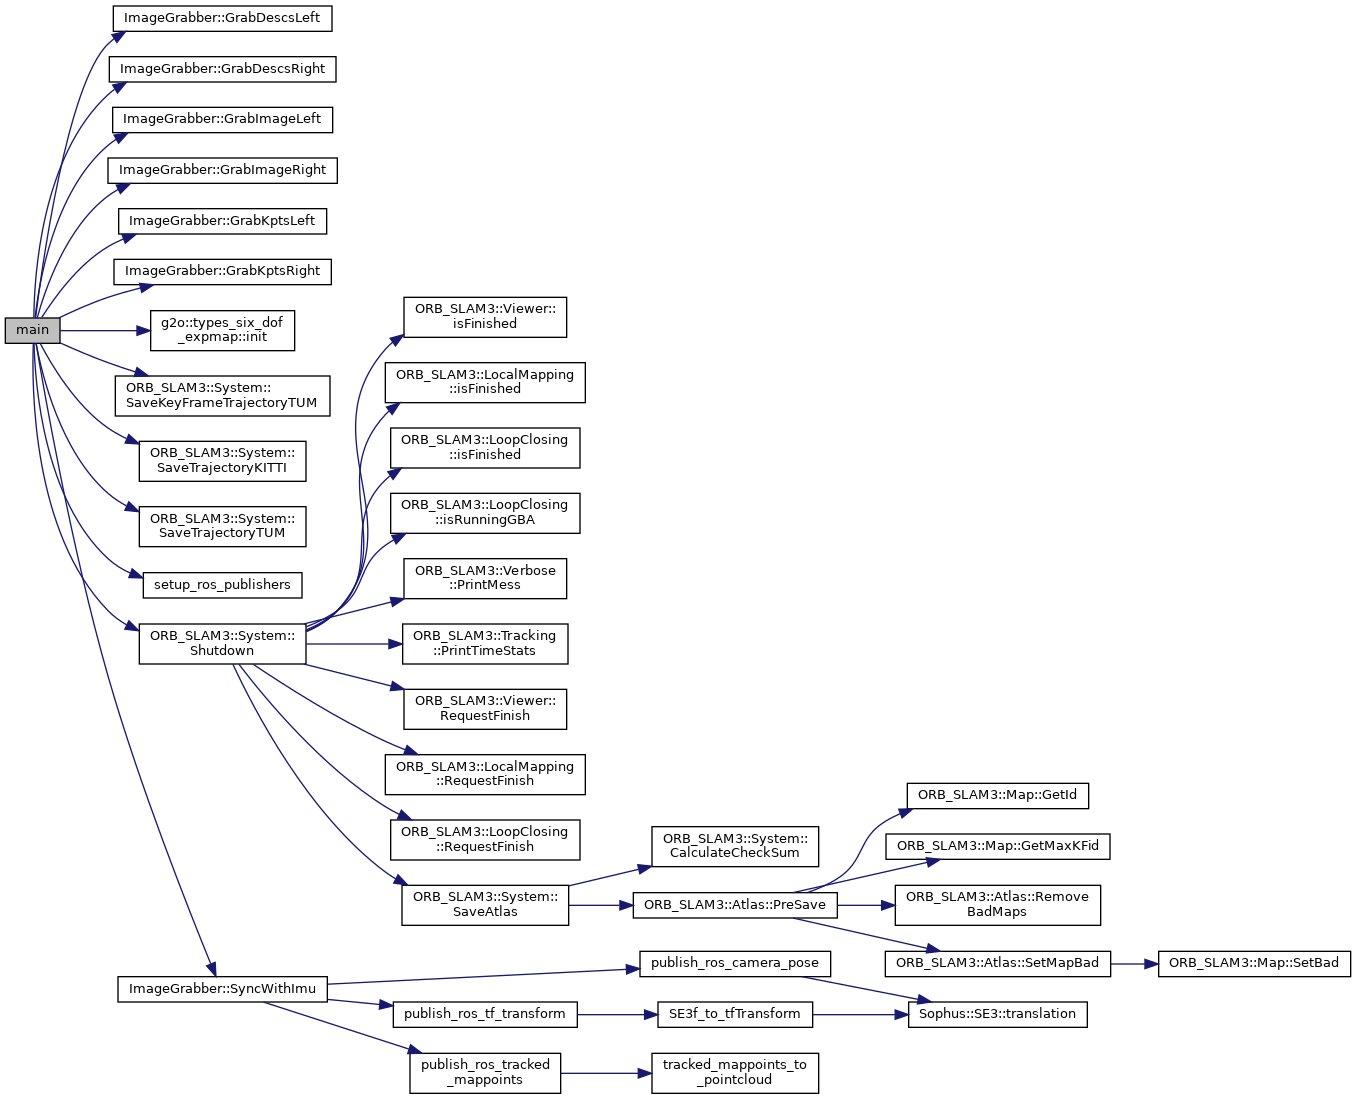 ImageGrabber::GrabDescsLeft
ImageGrabber::GrabDescsRight
ImageGrabber::GrabImageLeft
ImageGrabber::GrabImageRight
ImageGrabber::GrabKptsLeft
ImageGrabber::GrabKptsRight
main
g2o::types_six_dof
_expmap::init
ORB_SLAM3::System::
SaveKeyFrameTrajectoryTUM
ORB_SLAM3::System::
SaveTrajectoryKITTI
ORB_SLAM3::System::
SaveTrajectoryTUM
setup_ros_publishers
ORB_SLAM3::System::
Shutdown
ORB_SLAM3::Viewer::
isFinished
ORB_SLAM3::LocalMapping
::isFinished
ORB_SLAM3::LoopClosing
::isFinished
ORB_SLAM3::LoopClosing
::isRunningGBA
ORB_SLAM3::Verbose
::PrintMess
ORB_SLAM3::Tracking
::PrintTimeStats
ORB_SLAM3::Viewer::
RequestFinish
ORB_SLAM3::LocalMapping
::RequestFinish
ORB_SLAM3::LoopClosing
::RequestFinish
ORB_SLAM3::System::
SaveAtlas
ORB_SLAM3::System::
CalculateCheckSum
ORB_SLAM3::Atlas::PreSave
ORB_SLAM3::Map::GetId
ORB_SLAM3::Map::GetMaxKFid
ORB_SLAM3::Atlas::Remove
BadMaps
ORB_SLAM3::Atlas::SetMapBad
ORB_SLAM3::Map::SetBad
ImageGrabber::SyncWithImu
publish_ros_camera_pose
publish_ros_tf_transform
SE3f_to_tfTransform
Sophus::SE3::translation
publish_ros_tracked
_mappoints
tracked_mappoints_to
_pointcloud